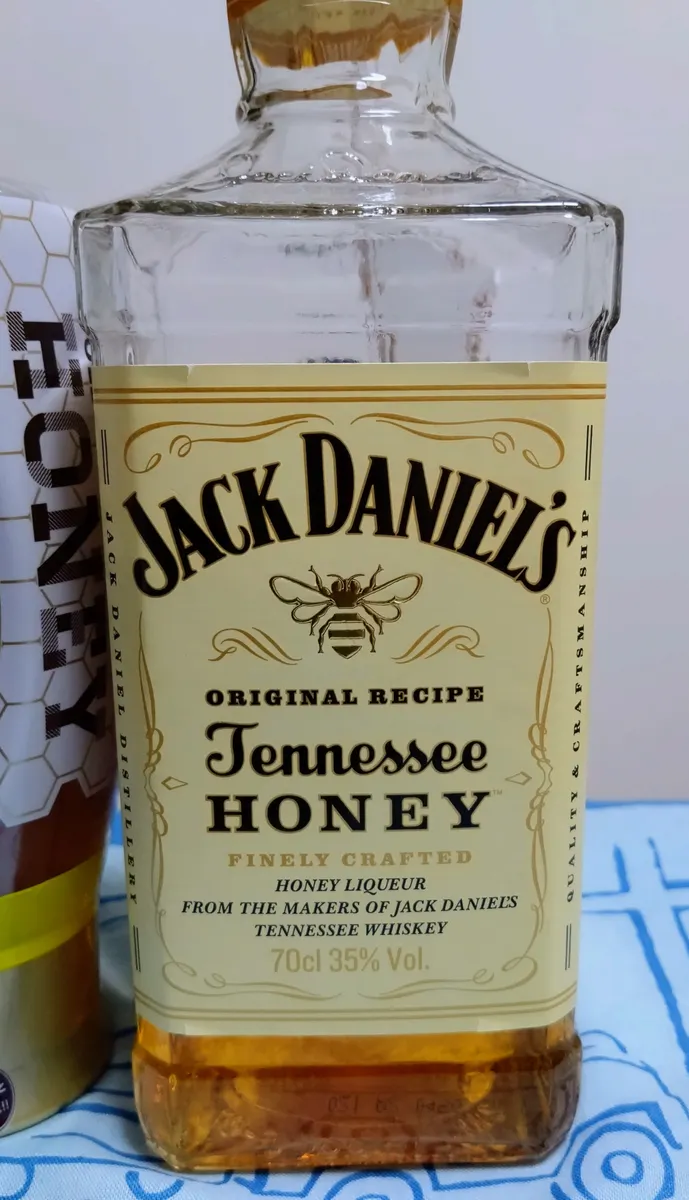 HONEY
JACK DANIEL'S
®
JACK DANIEL DISTILLERY
QUALITY & CRAFTSMANSHIP
ORIGINAL RECIPE
Tennessee
HONEY™
FINELY CRAFTED
HONEY LIQUEUR
FROM THE MAKERS OF JACK DANIEL'S
TENNESSEE WHISKEY
70cl 35% Vol.